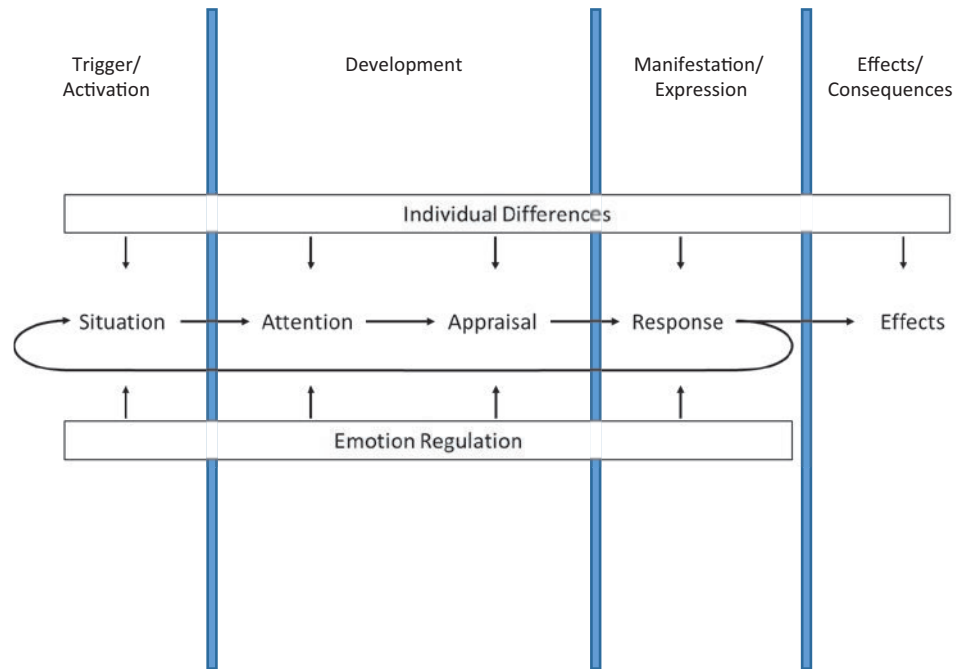 Trigger/
Activation
Development
Manifestation/
Expression
Effects/
Consequences
Individual Differences
Situation
Attention
Appraisal
Response
Effects
Emotion Regulation